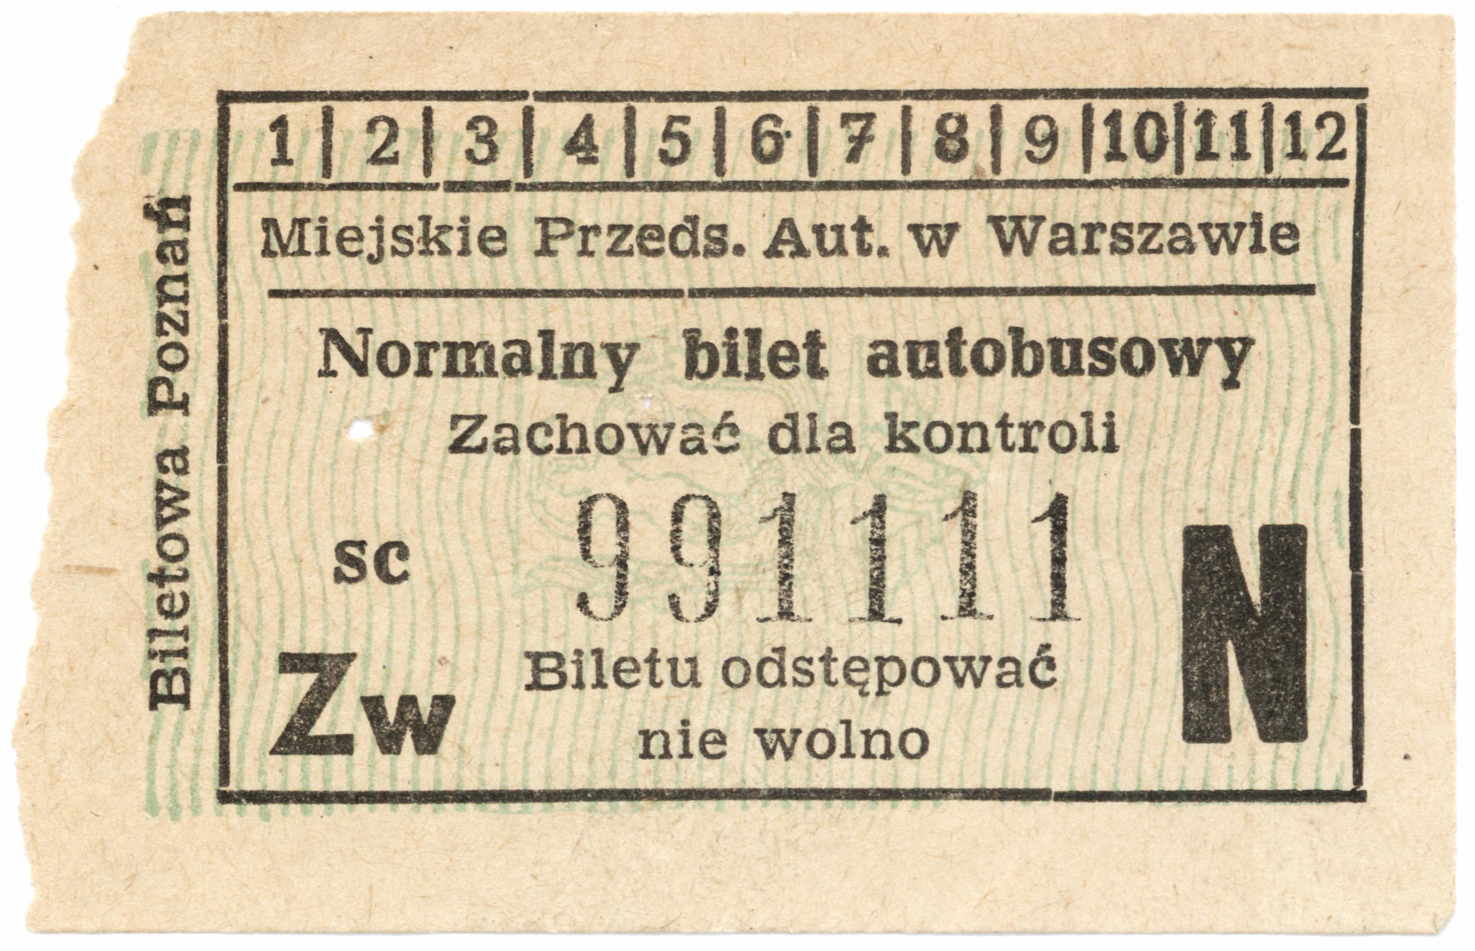 1 | 2 | 3 | 4 | 5 | 6 | 7 | 8 | 9 | 10 | 11 | 12
Miejskie Przeds. Aut. w Warszawie
Normalny bilet autobusowy
Zachować dla kontroli
sc 991111
Zw N
Biletu odstępować
nie wolno
Biletowa Poznań